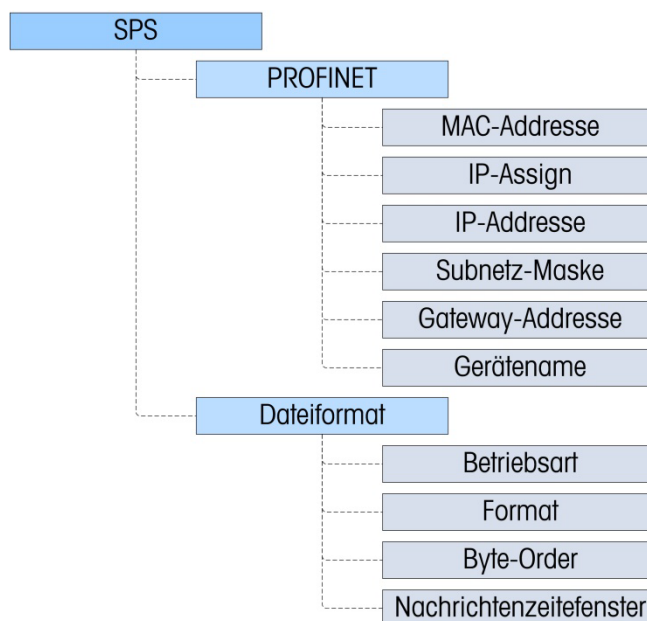 SPS
PROFINET
MAC-Addresse
IP-Assign
IP-Addresse
Subnetz-Maske
Gateway-Addresse
Gerätename
Dateiformat
Betriebsart
Format
Byte-Order
Nachrichtenzeitefenster